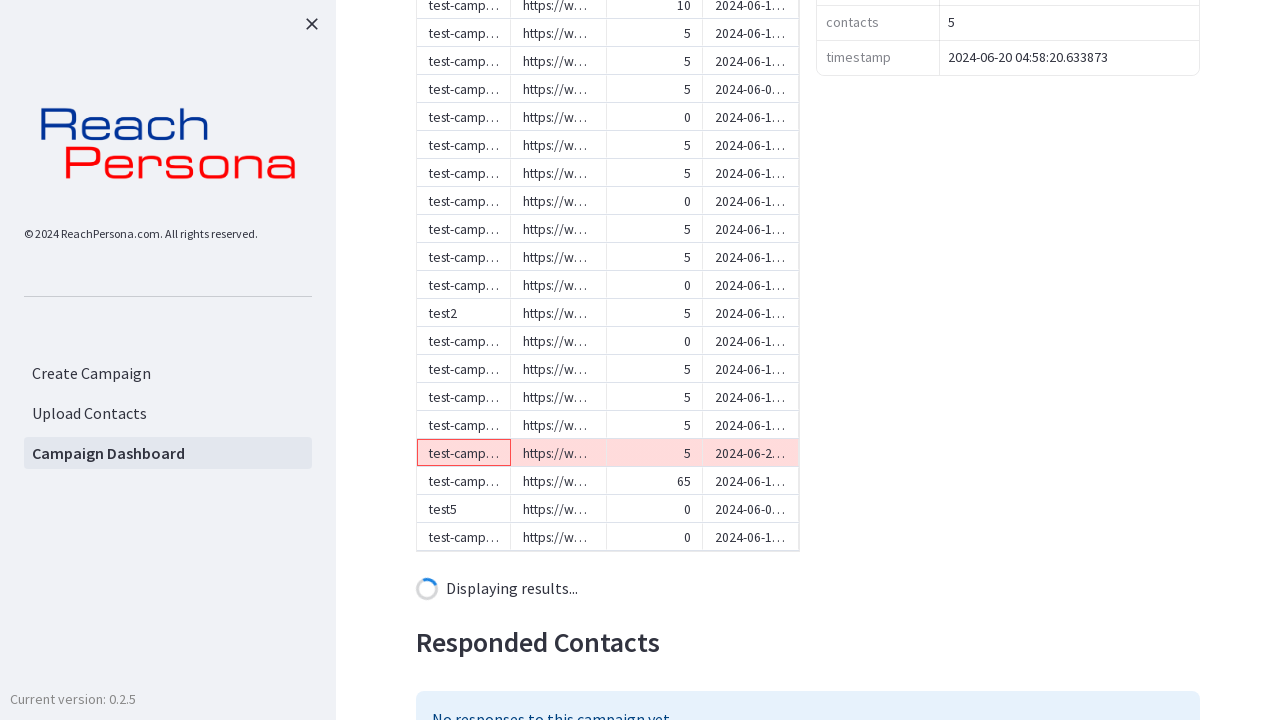 Reach
Persona
© 2024 ReachPersona.com. All rights reserved.
Create Campaign
Upload Contacts
Campaign Dashboard
Current version: 0.2.5
test-camp… https://w… 10 2024-06-1…
test-camp… https://w… 5 2024-06-1…
test-camp… https://w… 5 2024-06-1…
test-camp… https://w… 5 2024-06-0…
test-camp… https://w… 0 2024-06-1…
test-camp… https://w… 5 2024-06-1…
test-camp… https://w… 5 2024-06-1…
test-camp… https://w… 0 2024-06-1…
test-camp… https://w… 5 2024-06-1…
test-camp… https://w… 5 2024-06-1…
test-camp… https://w… 0 2024-06-1…
test2 https://w… 5 2024-06-1…
test-camp… https://w… 0 2024-06-1…
test-camp… https://w… 5 2024-06-1…
test-camp… https://w… 5 2024-06-1…
test-camp… https://w… 5 2024-06-1…
test-camp… https://w… 5 2024-06-2…
test-camp… https://w… 65 2024-06-1…
test5 https://w… 0 2024-06-0…
test-camp… https://w… 0 2024-06-1…
contacts 5
timestamp 2024-06-20 04:58:20.633873
Displaying results...
Responded Contacts
No responses to this campaign yet